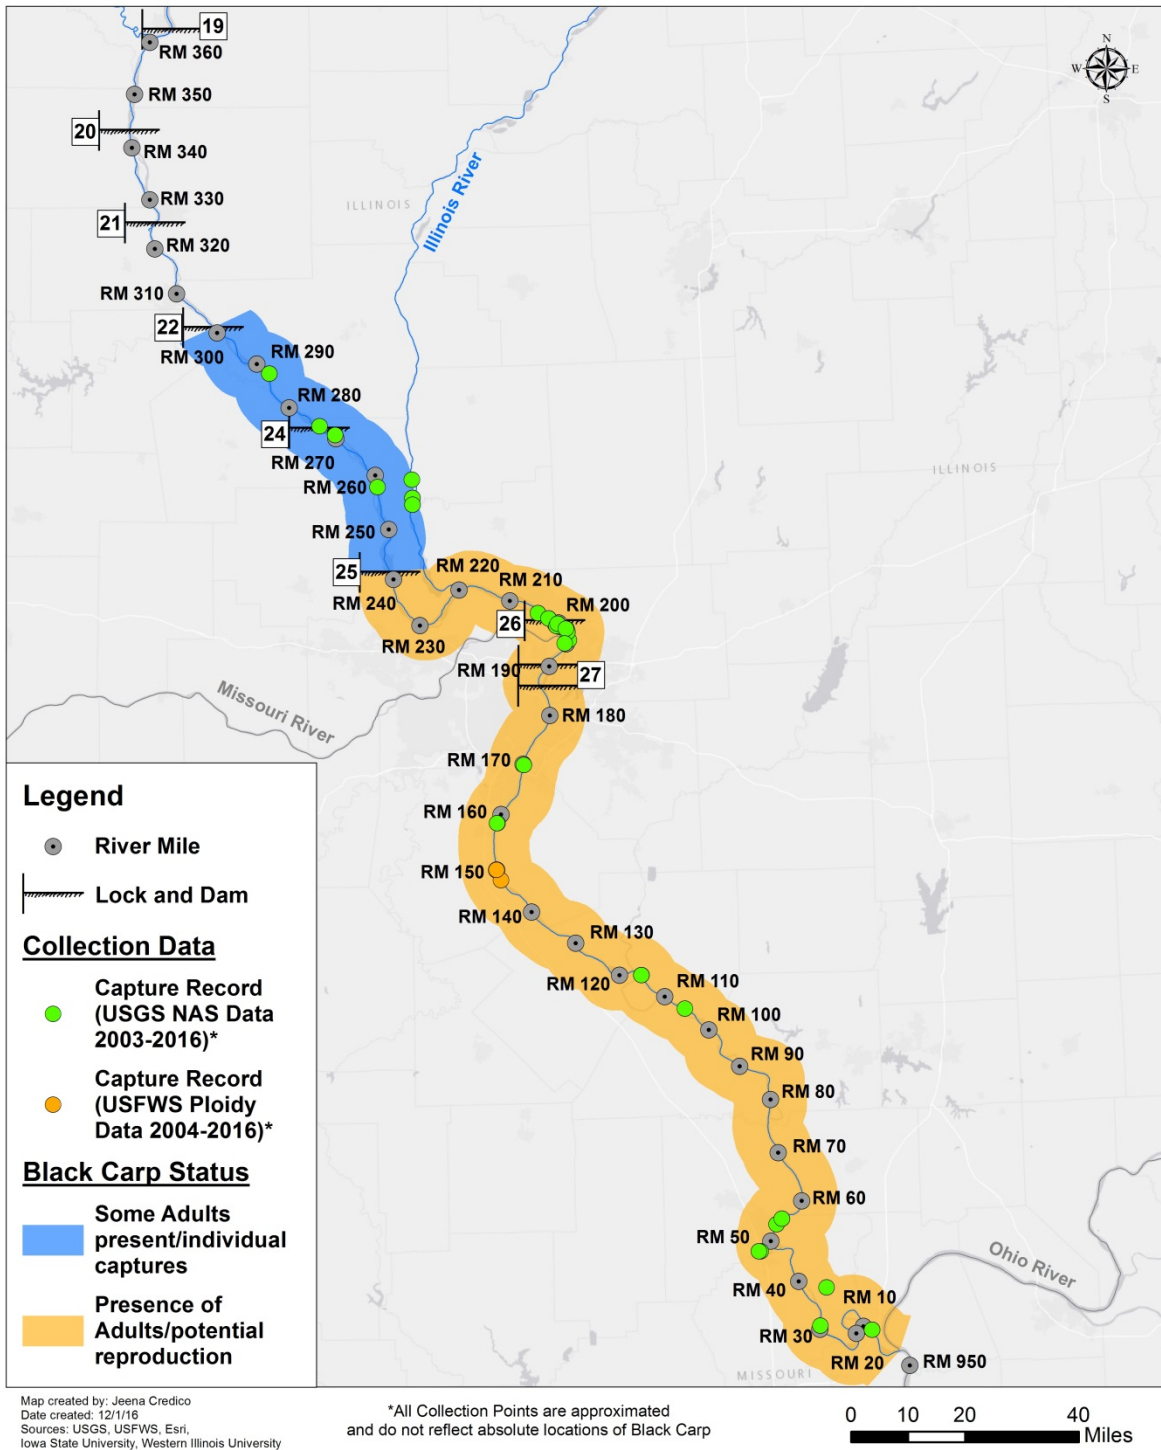 19
RM 360
N
W
E
S
RM 350
20
RM 340
Illinois River
RM 330
ILLINOIS
21
RM 320
RM 310
22
RM 300
RM 290
RM 280
24
RM 270
ILLINOIS
RM 260
RM 250
25
RM 220
RM 210
RM 240
RM 200
26
RM 230
RM 190
27
Missouri River
RM 180
RM 170
RM 160
RM 150
RM 140
RM 130
RM 120
RM 110
RM 100
RM 90
RM 80
RM 70
RM 60
RM 50
Ohio River
RM 40
RM 10
RM 30
RM 20
RM 950
MISSOURI
Legend
River Mile
Lock and Dam
Collection Data
Capture Record
(USGS NAS Data
2003-2016)*
Capture Record
(USFWS Ploidy
Data 2004-2016)*
Black Carp Status
Some Adults
present/individual
captures
Presence of
Adults/potential
reproduction
Map created by: Jeena Credico
Date created: 12/1/16
Sources: USGS, USFWS, Esri,
Iowa State University, Western Illinois University
*All Collection Points are approximated
and do not reflect absolute locations of Black Carp
0 10 20 40
Miles